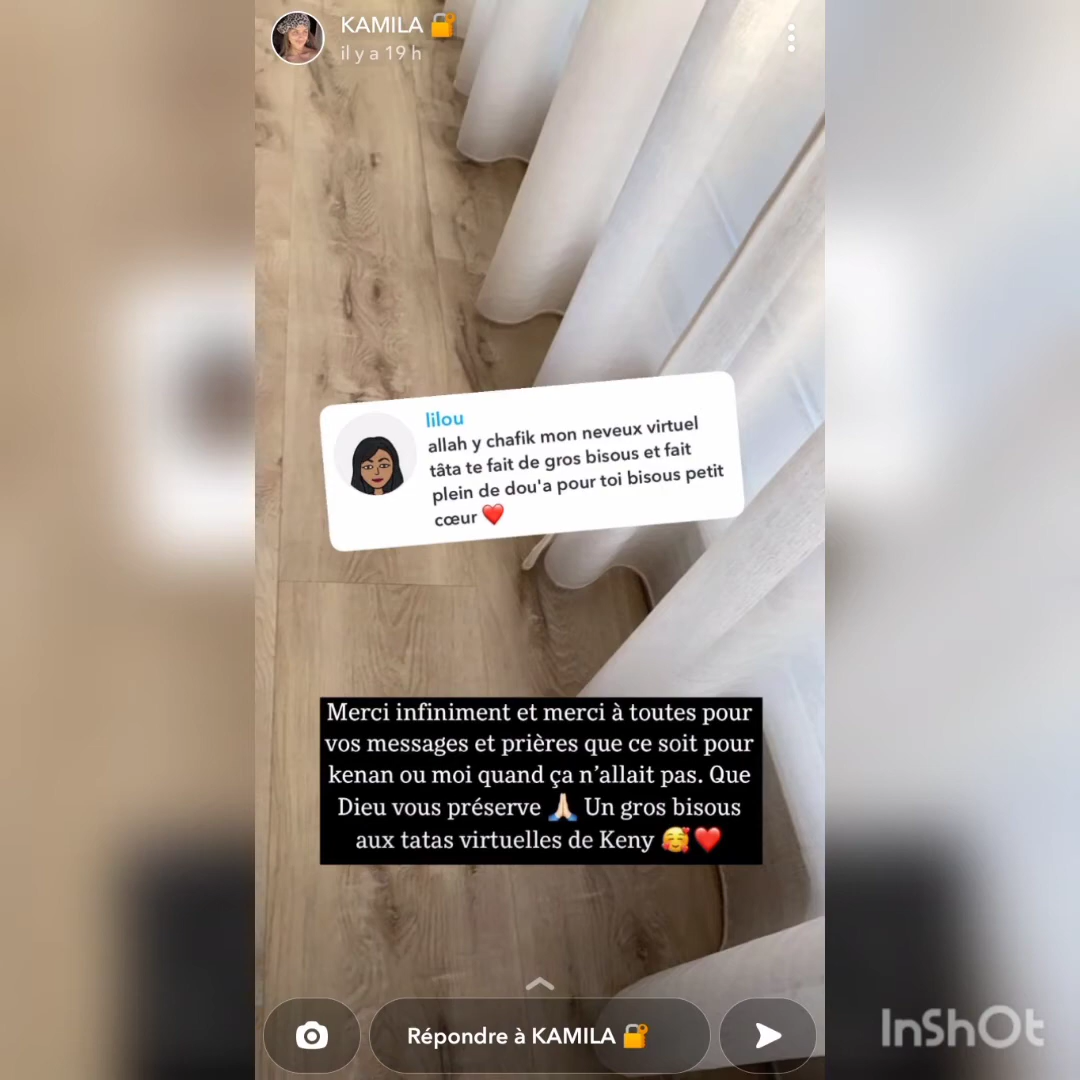 KAMILA 🔐
il y a 19 h
lilou
allah y chafik mon neveux virtuel
tâta te fait de gros bisous et fait
plein de dou'a pour toi bisous petit
cœur ❤️
Merci infiniment et merci à toutes pour
vos messages et prières que ce soit pour
kenan ou moi quand ça n’allait pas. Que
Dieu vous préserve 🙏🏻 Un gros bisous
aux tatas virtuelles de Keny 🥰❤️
Répondre à KAMILA 🔐
InShOt